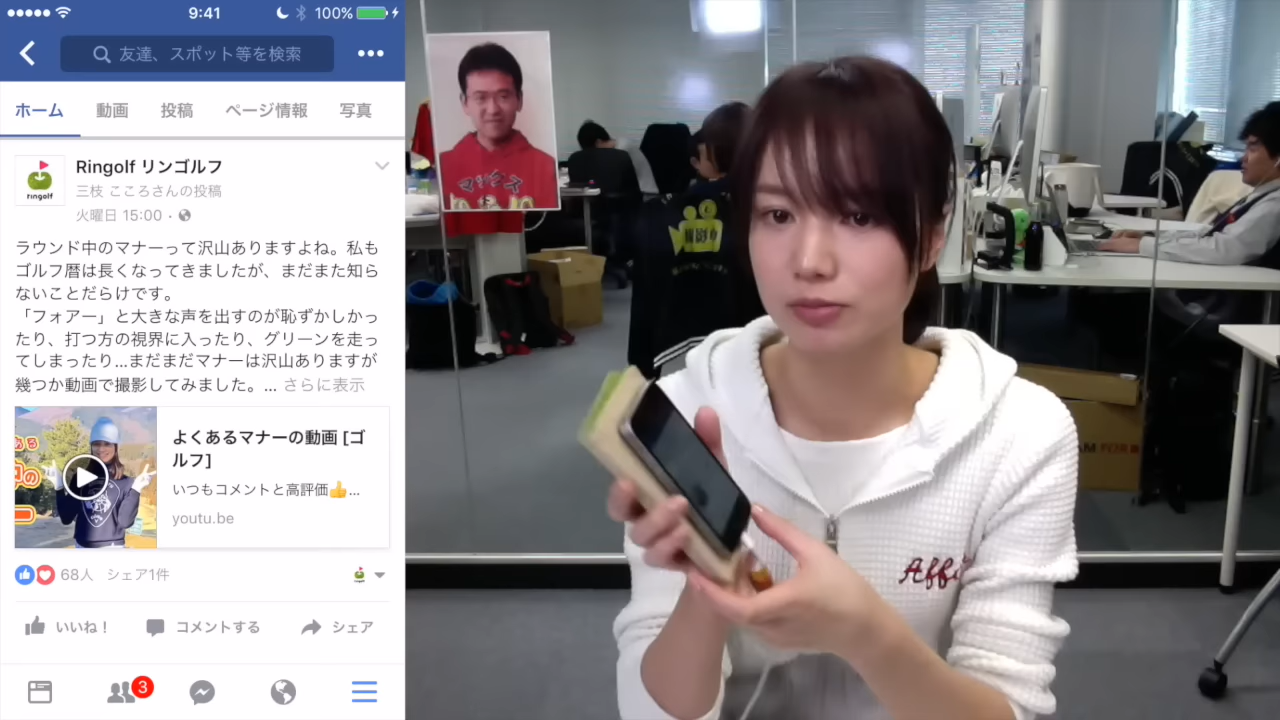 9:41
100%
友達、スポット等を検索
ホーム
動画
投稿
ページ情報
写真
ringolf
Ringolf リンゴルフ
三枝 こころさんの投稿
火曜日 15:00
ラウンド中のマナーって沢山ありますよね。私も
ゴルフ暦は長くなってきましたが、まだまた知ら
ないことだらけです。
「フォアー」と大きな声を出すのが恥ずかしかっ
たり、打つ方の視界に入ったり、グリーンを走っ
てしまったり...まだまだマナーは沢山ありますが
幾つか動画で撮影してみました。... さらに表示
よくあるマナーの動画 [ゴ
ルフ]
いつもコメントと高評価👍...
youtu.be
68人 シェア1件
いいね！
コメントする
シェア
3
マックス